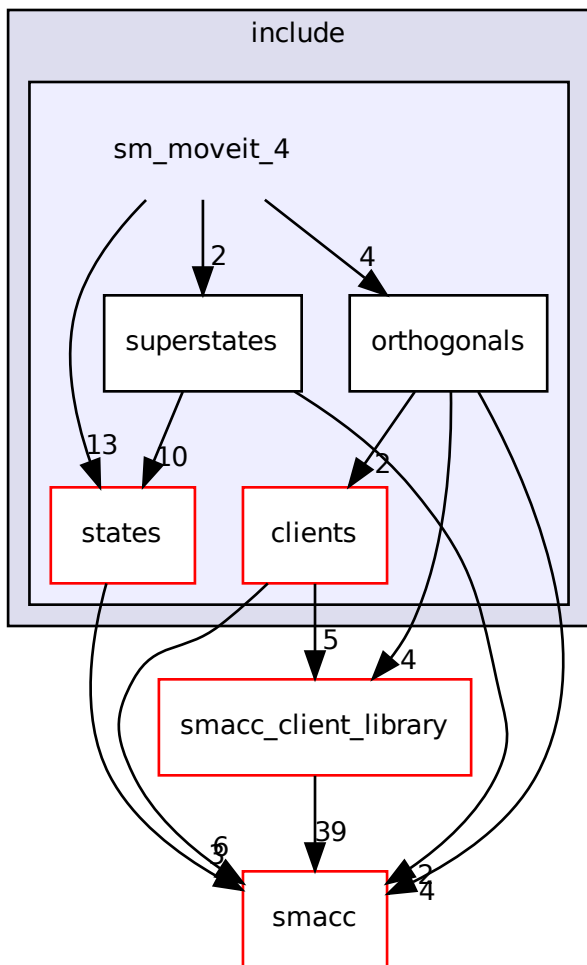 include
sm_moveit_4
2
4
superstates
orthogonals
13
10
2
states
clients
5
4
smacc_client_library
39
6
3
2
4
smacc